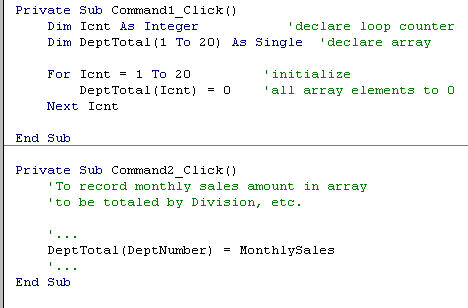 Private Sub Command1_Click()
    Dim Icnt As Integer           'declare loop counter
    Dim DeptTotal(1 To 20) As Single  'declare array

    For Icnt = 1 To 20         'initialize
        DeptTotal(Icnt) = 0    'all array elements to 0
    Next Icnt

End Sub

Private Sub Command2_Click()
    'To record monthly sales amount in array
    'to be totaled by Division, etc.

    '...
    DeptTotal(DeptNumber) = MonthlySales
    '...
End Sub